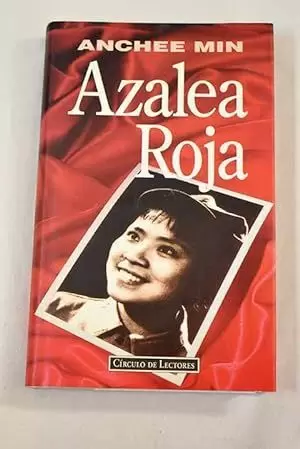 ANCHEE MIN
Azalea
Roja
CÍRCULO DE LECTORES